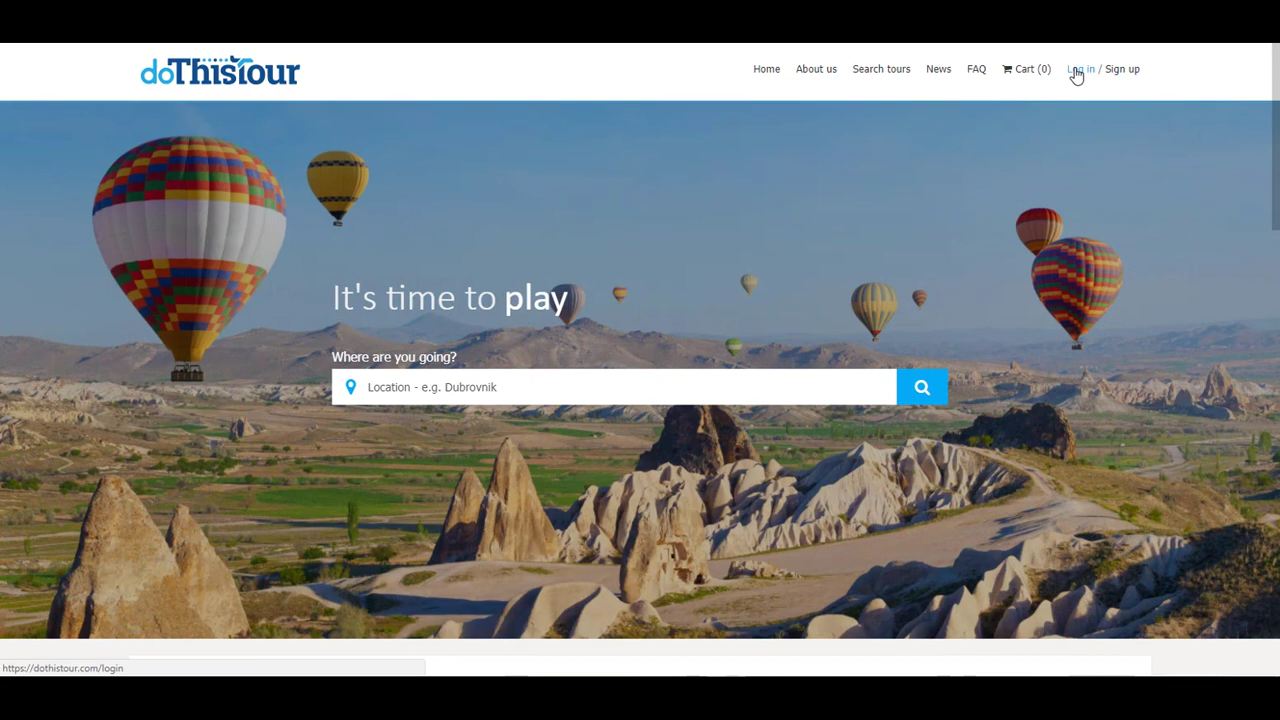 doThisTour
Home About us Search tours News FAQ Cart (0) Log in / Sign up
It's time to play
Where are you going?
Location - e.g. Dubrovnik
https://dothistour.com/login